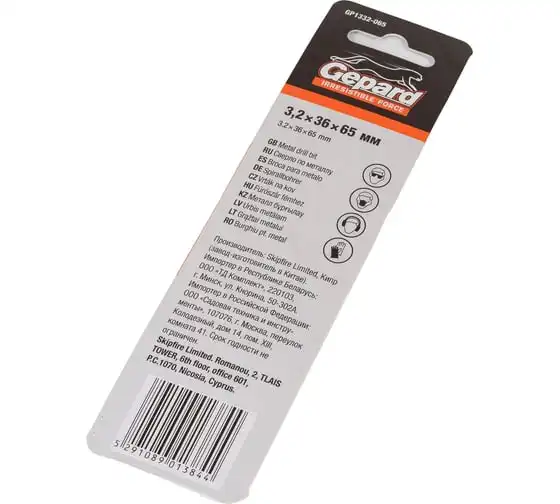 GP1332-065
Gepard
IRRESISTIBLE FORCE
3,2×36×65 мм
3.2×36×65 mm
GB Metal drill bit
RU Сверло по металлу
ES Broca para metalo
DE Spiralbohrer
CZ Vrták na kov
HU Fúrószár fémhez
KZ Металл бұрғылау
LV Urbis metālam
LT Grąžtai metalui
RO Burghiu pt. metal
Производитель: Skipfire Limited, Кипр
(завод-изготовитель в Китае).
Импортер в Республику Беларусь:
ООО «ТД Комплект», 220103,
г. Минск, ул. Кнорина, 50-302А.
Импортер в Российской Федерации:
ООО «Садовая техника и инстру-
менты», 107076, г. Москва, переулок
Колодезный, дом 14, пом. XIII,
комната 41. Срок годности не
ограничен.
Skipfire Limited. Romanou, 2, TLAIS
TOWER, 6th floor, office 601,
P.C.1070, Nicosia, Cyprus.
5 291089 013844